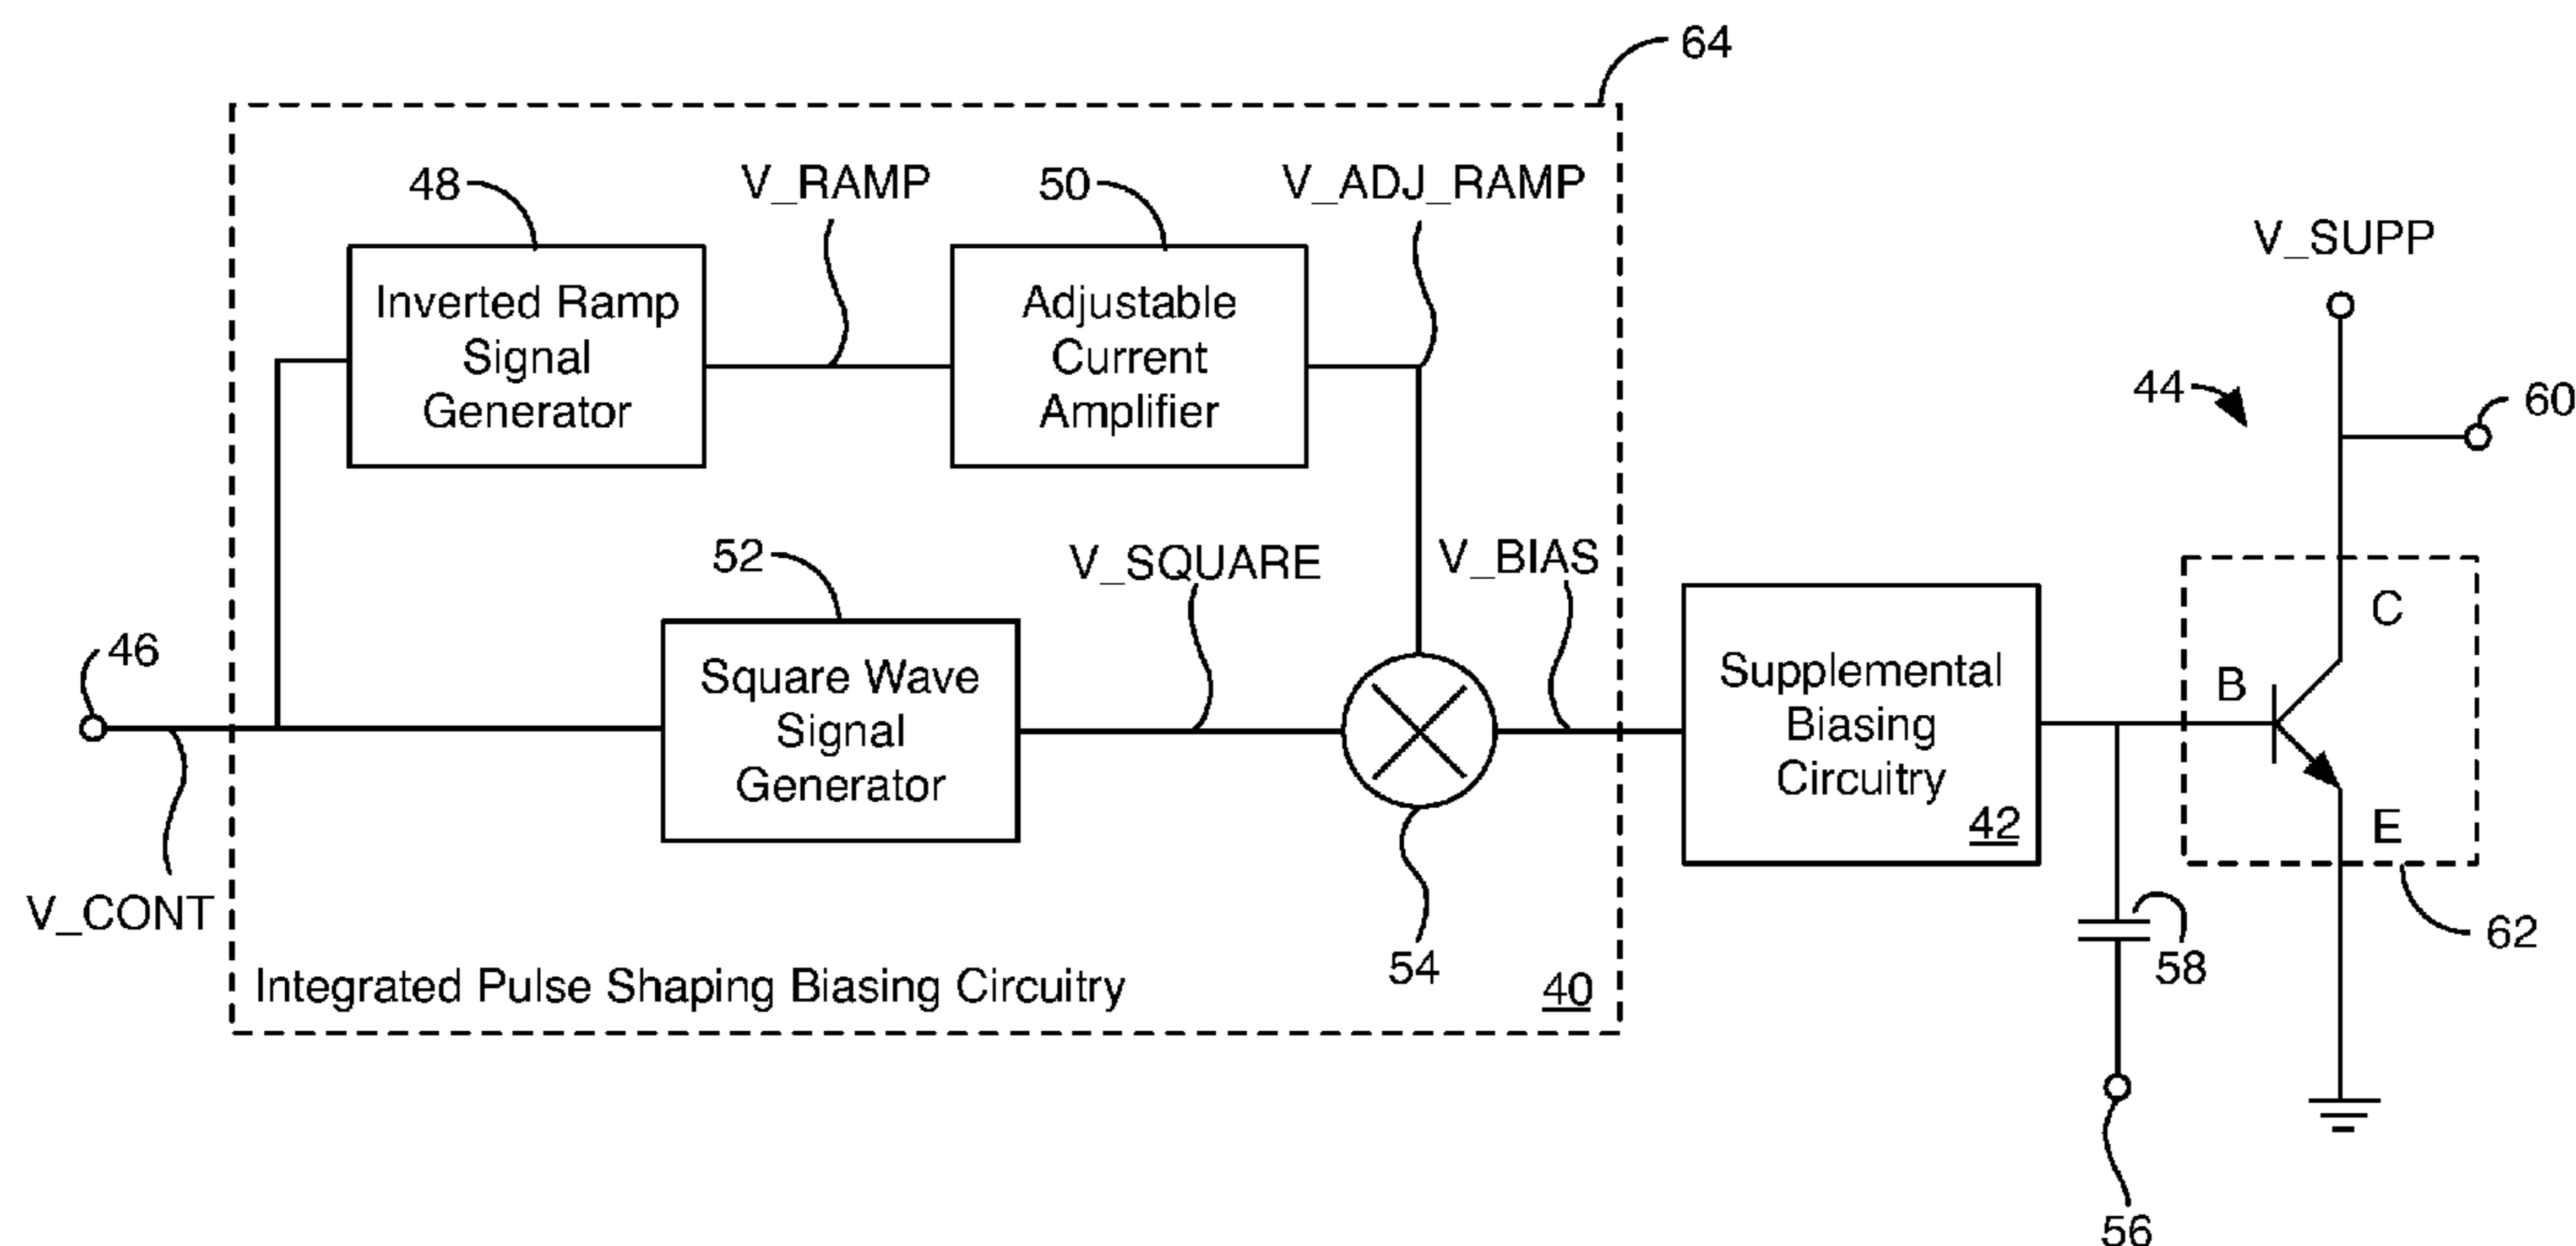 64
48
V_RAMP
50
V_ADJ_RAMP
V_SUPP
Inverted Ramp
Signal
Generator
Adjustable
Current
Amplifier
44
60
52
V_SQUARE
V_BIAS
C
46
Square Wave
Signal
Generator
Supplemental
Biasing
Circuitry
42
B
E
V_CONT
62
54
58
Integrated Pulse Shaping Biasing Circuitry
40
56